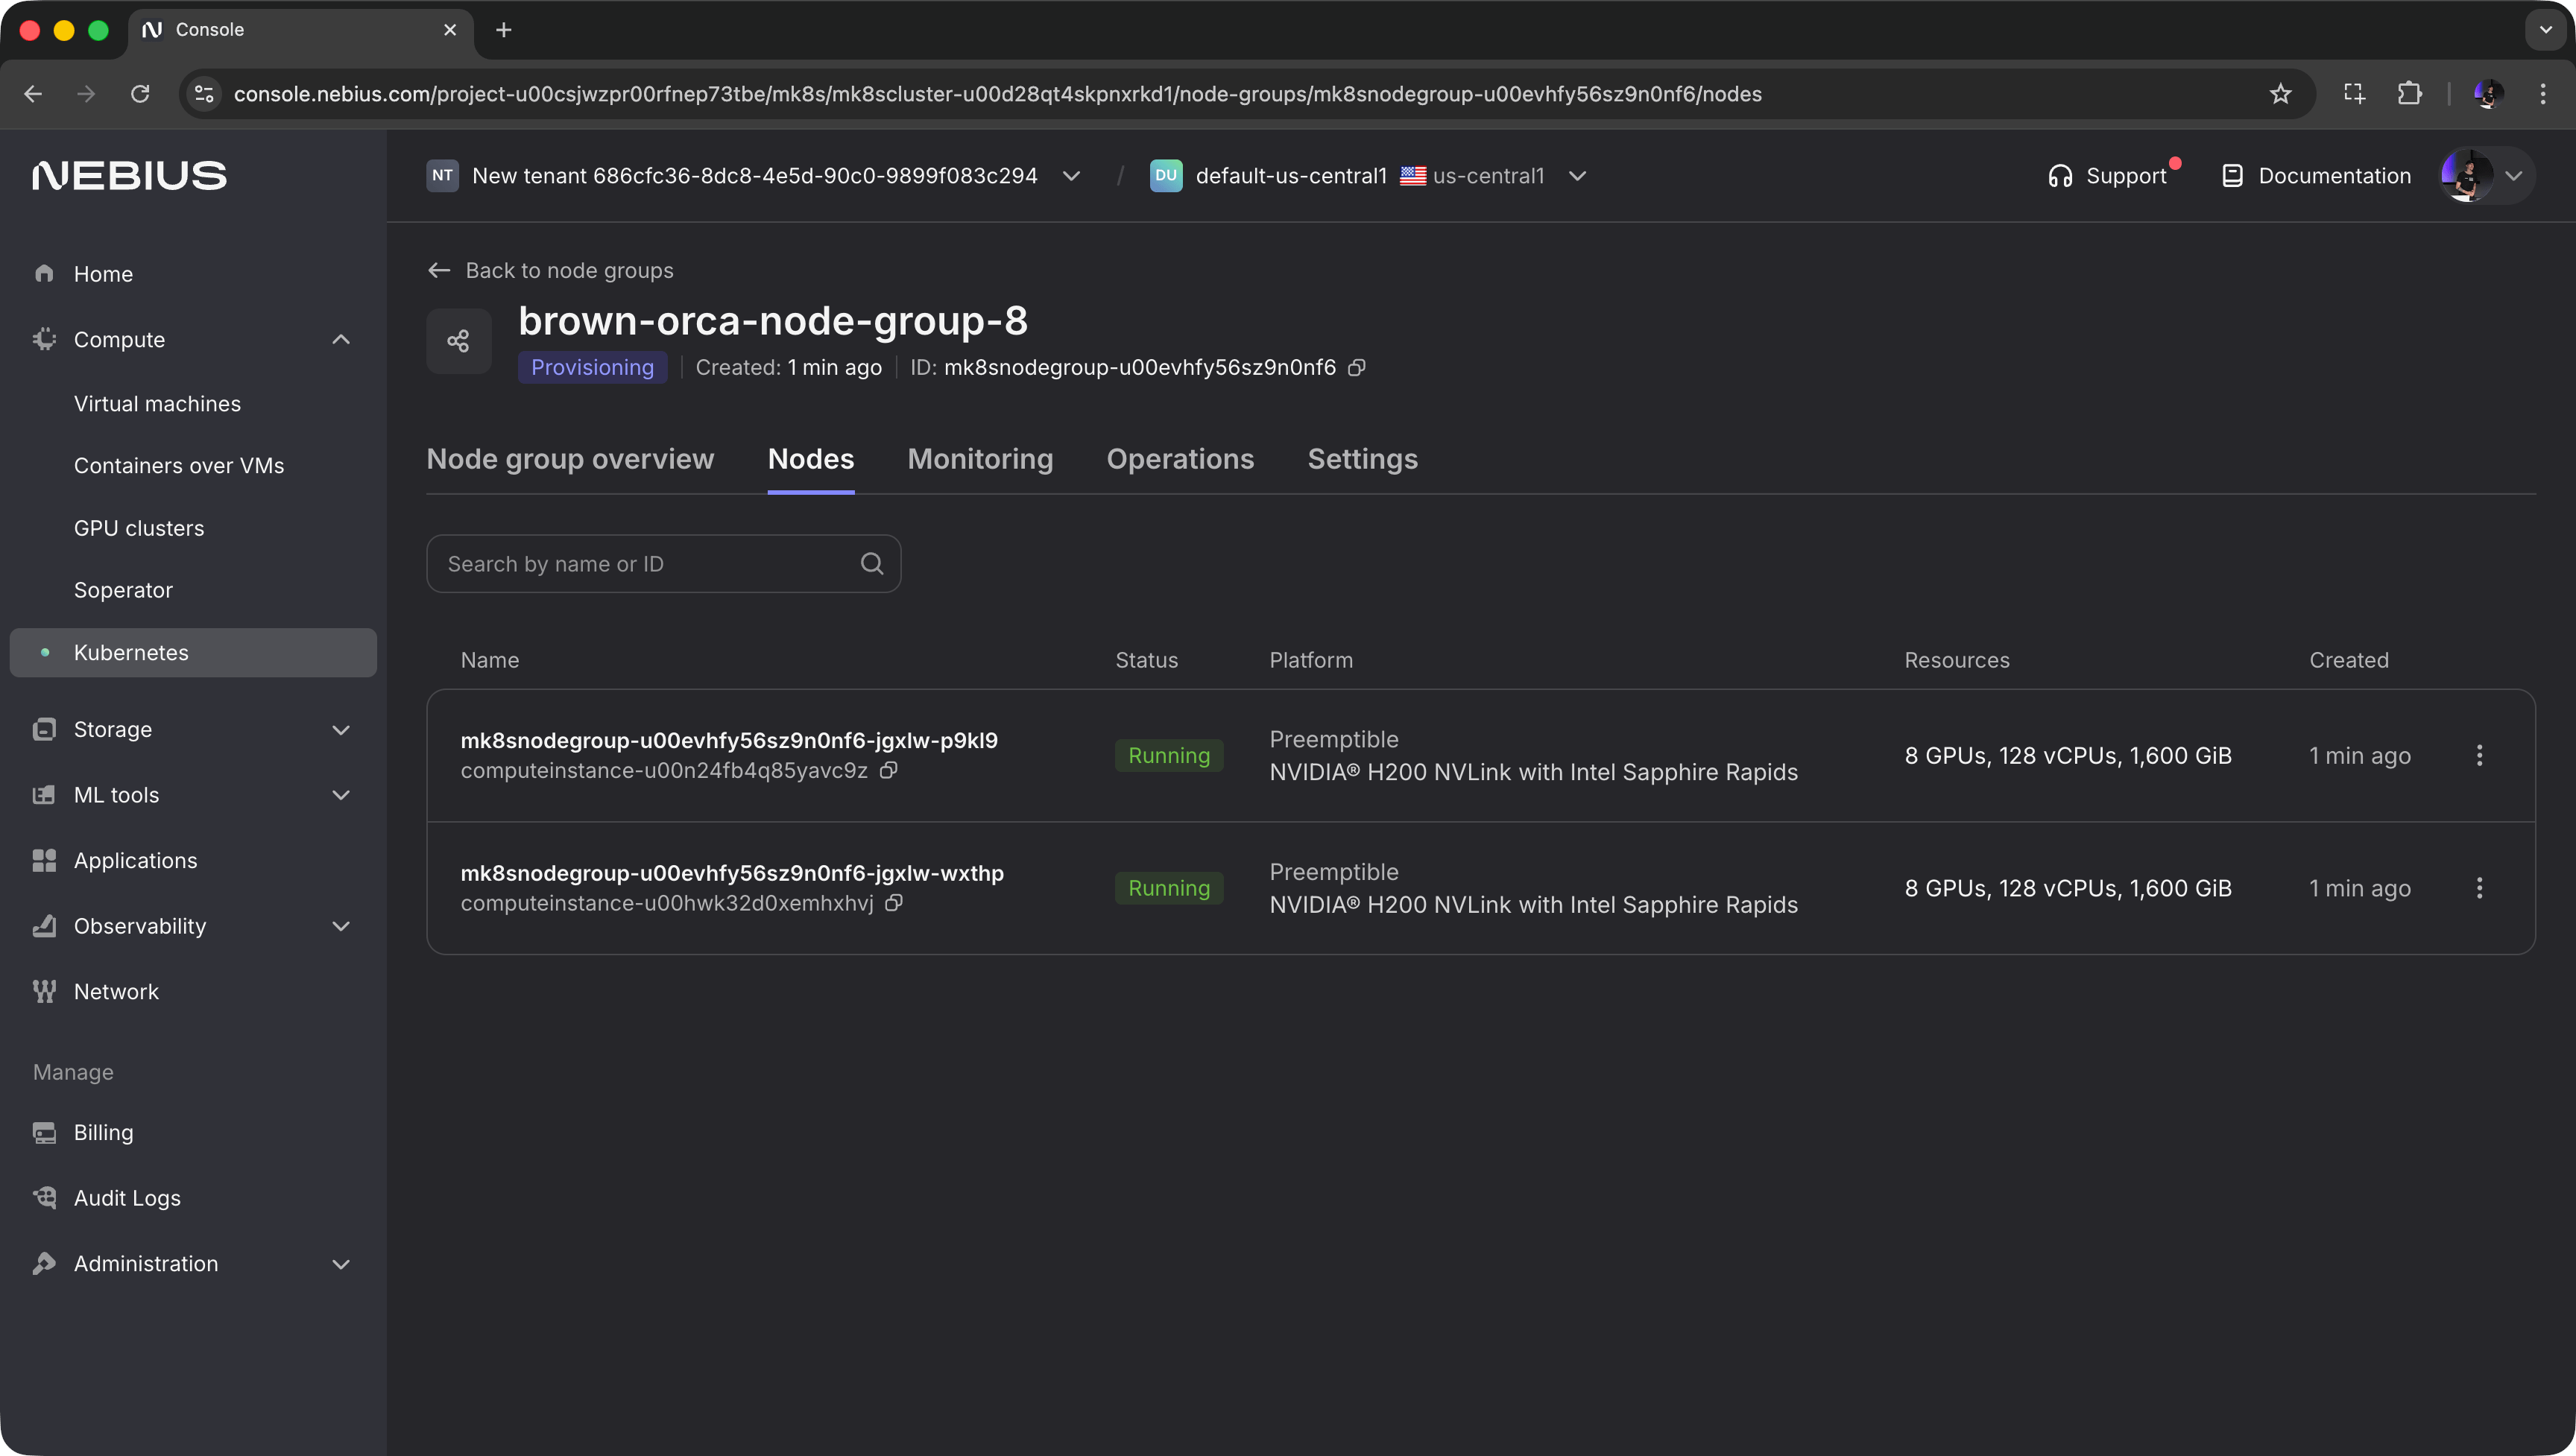 Console
console.nebius.com/project-u00csjwzpr00rfnep73tbe/mk8s/mk8scluster-u00d28qt4skpnxrkd1/node-groups/mk8snodegroup-u00evhfy56sz9n0nf6/nodes
NEBIUS
NT New tenant 686cfc36-8dc8-4e5d-90c0-9899f083c294 / DU default-us-central1 us-central1
Support
Documentation
Home
Compute
Virtual machines
Containers over VMs
GPU clusters
Soperator
Kubernetes
Storage
ML tools
Applications
Observability
Network
Manage
Billing
Audit Logs
Administration
Back to node groups
brown-orca-node-group-8
Provisioning Created: 1 min ago ID: mk8snodegroup-u00evhfy56sz9n0nf6
Node group overview Nodes Monitoring Operations Settings
Search by name or ID
Name Status Platform Resources Created
mk8snodegroup-u00evhfy56sz9n0nf6-jgxlw-p9kl9
computeinstance-u00n24fb4q85yavc9z
Running
Preemptible
NVIDIA® H200 NVLink with Intel Sapphire Rapids
8 GPUs, 128 vCPUs, 1,600 GiB
1 min ago
mk8snodegroup-u00evhfy56sz9n0nf6-jgxlw-wxthp
computeinstance-u00hwk32d0xemhxhvj
Running
Preemptible
NVIDIA® H200 NVLink with Intel Sapphire Rapids
8 GPUs, 128 vCPUs, 1,600 GiB
1 min ago